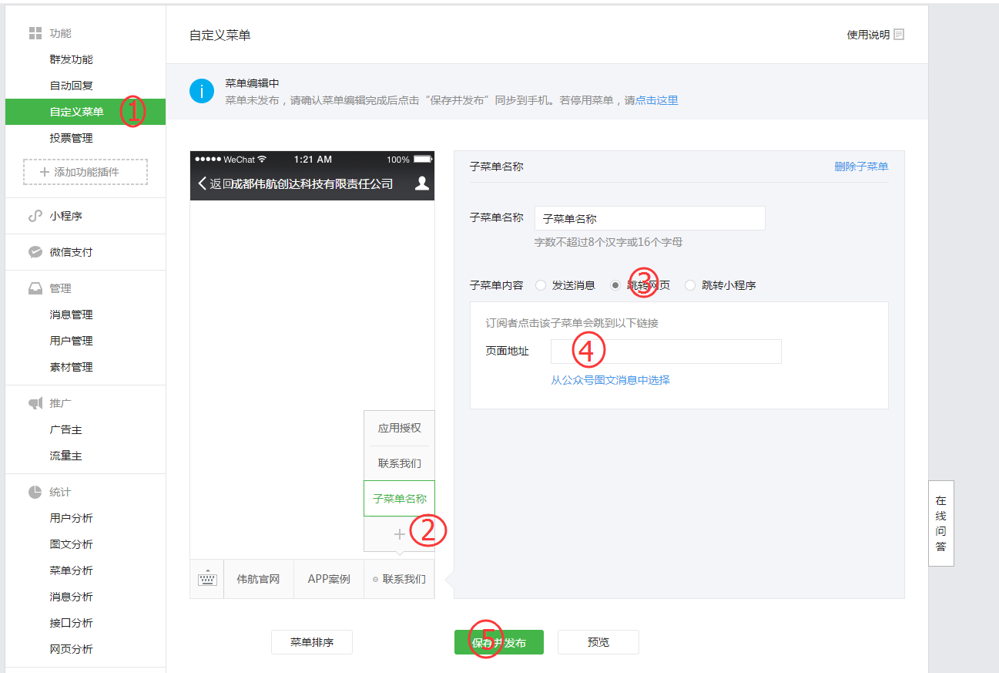 功能
群发功能
自动回复
自定义菜单 ①
投票管理
+ 添加功能插件
小程序
微信支付
管理
消息管理
用户管理
素材管理
推广
广告主
流量主
统计
用户分析
图文分析
菜单分析
消息分析
接口分析
网页分析
自定义菜单
使用说明
i
菜单编辑中
菜单未发布，请确认菜单编辑完成后点击“保存并发布”同步到手机。若停用菜单，请点击这里
WeChat 1:21 AM 100%
返回成都伟航创达科技有限责任公司
应用授权
联系我们
子菜单名称
+ ②
伟航官网 APP案例 联系我们
子菜单名称 删除子菜单
子菜单名称 子菜单名称
字数不超过8个汉字或16个字母
子菜单内容 发送消息 跳转网页 ③ 跳转小程序
订阅者点击该子菜单会跳到以下链接
页面地址 ④
从公众号图文消息中选择
菜单排序 保存并发布 ⑤ 预览
在线问答